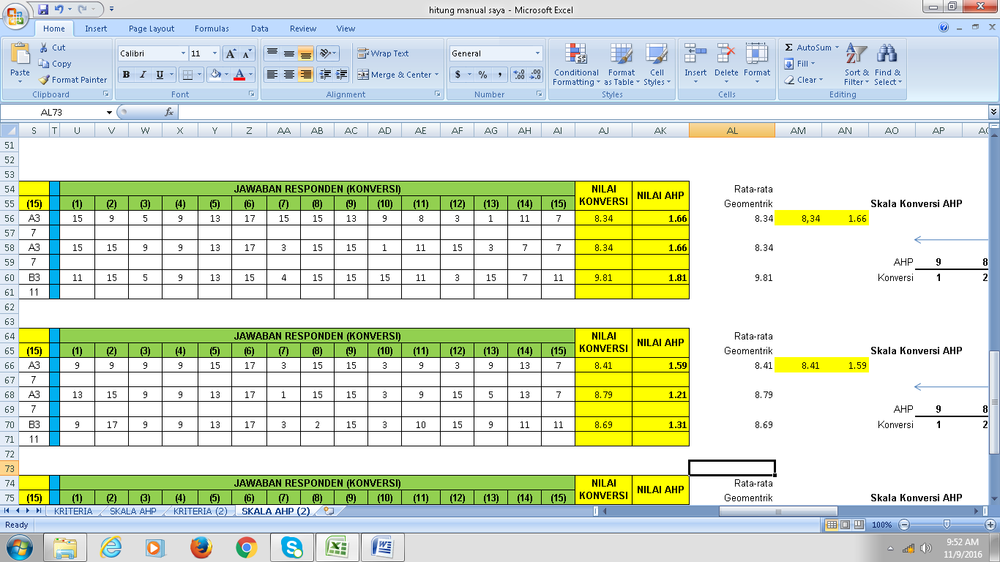 hitung manual saya - Microsoft Excel
Home Insert Page Layout Formulas Data Review View
Paste Cut Copy Format Painter Clipboard
Calibri 11 A A B I U A Font
Wrap Text Merge & Center Alignment
General $ % , Number
Conditional Formatting Format as Table Cell Styles Styles
Insert Delete Format Cells
Σ AutoSum Fill Clear Sort & Filter Find & Select Editing
AL73 fx
S T U V W X Y Z AA AB AC AD AE AF AG AH AI AJ AK AL AM AN AO AP
51
52
53
54 JAWABAN RESPONDEN (KONVERSI) NILAI KONVERSI NILAI AHP Rata-rata
55 (15) (1) (2) (3) (4) (5) (6) (7) (8) (9) (10) (11) (12) (13) (14) (15) Geometrik Skala Konversi AHP
56 A3 15 9 5 9 13 17 15 15 13 9 8 3 1 11 7 8.34 1.66 8.34 8,34 1.66
57 7
58 A3 15 15 9 9 13 17 3 15 15 1 11 15 3 7 7 8.34 1.66 8.34
59 7 AHP 9 8
60 B3 11 15 5 9 13 15 4 15 15 15 11 3 15 7 11 9.81 1.81 9.81 Konversi 1 2
61 11
62
63
64 JAWABAN RESPONDEN (KONVERSI) NILAI KONVERSI NILAI AHP Rata-rata
65 (15) (1) (2) (3) (4) (5) (6) (7) (8) (9) (10) (11) (12) (13) (14) (15) Geometrik Skala Konversi AHP
66 A3 9 9 9 9 15 17 3 15 15 3 9 3 9 13 7 8.41 1.59 8.41 8.41 1.59
67 7
68 A3 13 15 9 9 13 17 1 15 15 3 9 15 5 13 7 8.79 1.21 8.79
69 7 AHP 9 8
70 B3 9 17 9 9 13 17 3 2 15 3 10 15 9 11 11 8.69 1.31 8.69 Konversi 1 2
71 11
72
73
74 JAWABAN RESPONDEN (KONVERSI) NILAI KONVERSI NILAI AHP Rata-rata
75 (15) (1) (2) (3) (4) (5) (6) (7) (8) (9) (10) (11) (12) (13) (14) (15) Geometrik Skala Konversi AHP
KRITERIA SKALA AHP KRITERIA (2) SKALA AHP (2)
Ready 100%
9:52 AM
11/9/2016